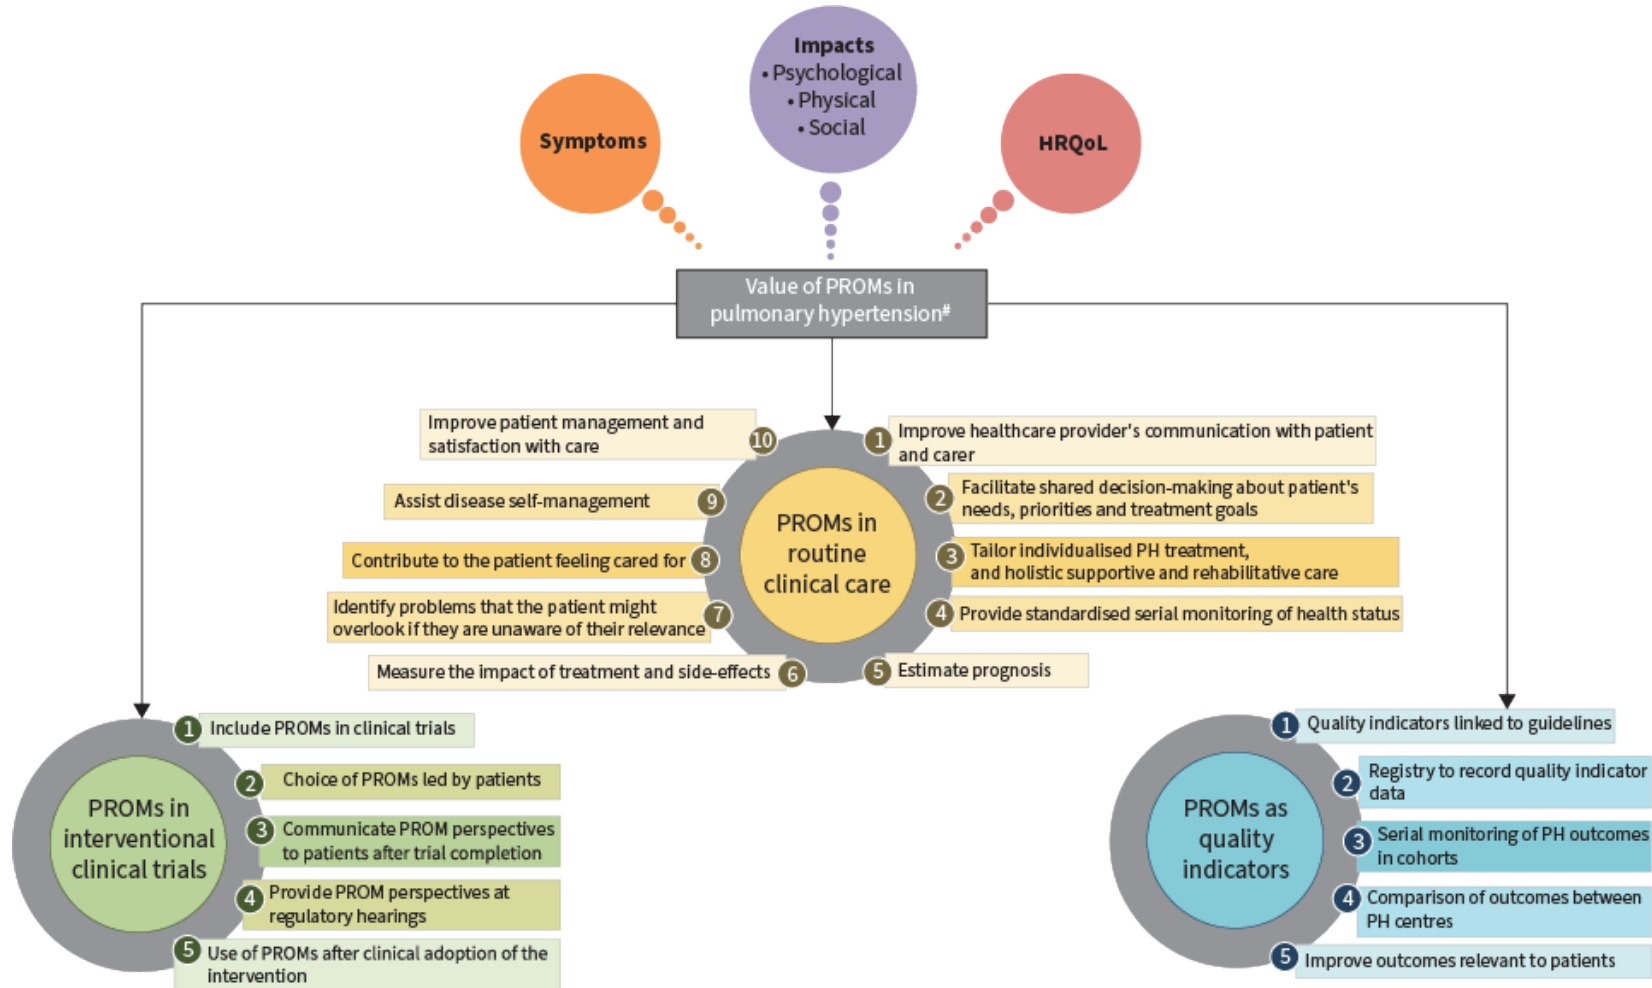 Symptoms
Impacts
• Psychological
• Physical
• Social
HRQoL
Value of PROMs in
pulmonary hypertension#
PROMs in
routine
clinical care
1
Improve healthcare provider's communication with patient
and carer
2
Facilitate shared decision-making about patient's
needs, priorities and treatment goals
3
Tailor individualised PH treatment,
and holistic supportive and rehabilitative care
4
Provide standardised serial monitoring of health status
5
Estimate prognosis
6
Measure the impact of treatment and side-effects
7
Identify problems that the patient might
overlook if they are unaware of their relevance
8
Contribute to the patient feeling cared for
9
Assist disease self-management
10
Improve patient management and
satisfaction with care
PROMs in
interventional
clinical trials
1
Include PROMs in clinical trials
2
Choice of PROMs led by patients
3
Communicate PROM perspectives
to patients after trial completion
4
Provide PROM perspectives at
regulatory hearings
5
Use of PROMs after clinical adoption of the
intervention
PROMs as
quality
indicators
1
Quality indicators linked to guidelines
2
Registry to record quality indicator
data
3
Serial monitoring of PH outcomes
in cohorts
4
Comparison of outcomes between
PH centres
5
Improve outcomes relevant to patients